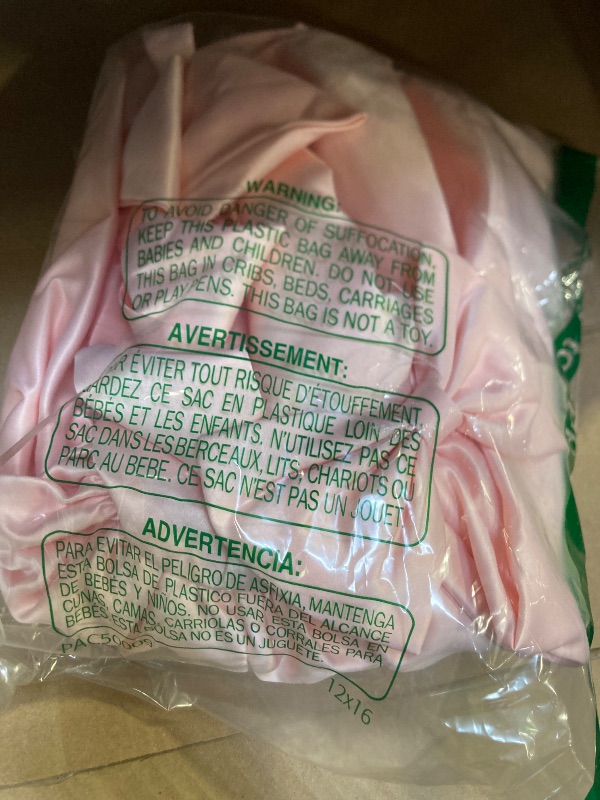 WARNING:
TO AVOID DANGER OF SUFFOCATION,
KEEP THIS PLASTIC BAG AWAY FROM
BABIES AND CHILDREN. DO NOT USE
THIS BAG IN CRIBS, BEDS, CARRIAGES
OR PLAY PENS. THIS BAG IS NOT A TOY.
AVERTISSEMENT:
R ÉVITER TOUT RISQUE D'ÉTOUFFEMENT,
ARDEZ CE SAC EN PLASTIQUE LOIN DES
BÉBÉS ET LES ENFANTS. N'UTILISEZ PAS CE
SAC DANS LES BERCEAUX, LITS, CHARIOTS OU
PARC AU BEBE. CE SAC N'EST PAS UN JOUET.
ADVERTENCIA:
PARA EVITAR EL PELIGRO DE ASFIXIA, MANTENGA
ESTA BOLSA DE PLASTICO FUERA DEL ALCANCE
DE BEBÉS Y NIÑOS. NO USAR ESTA BOLSA EN
CUNAS, CAMAS, CARRIOLAS O CORRALES PARA
BEBÉS. ESTA BOLSA NO ES UN JUGUETE.
12x16